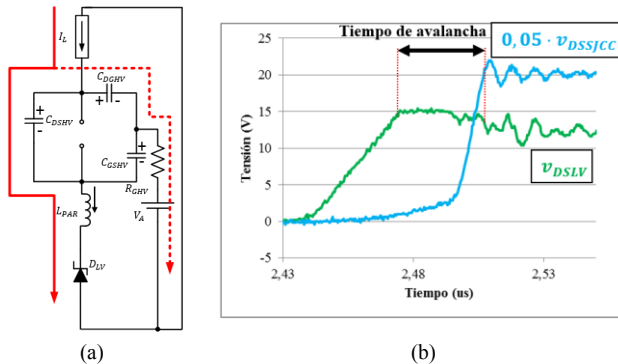 I_L
C_DGHV
+ -
+
C_DSHV
-
+
C_GSHV
-
R_GHV
L_PAR
V_A
D_LV
(a)
Tiempo de avalancha
0,05 · v_DSSJCC
25
20
15
10
5
0
-5
Tensión (V)
v_DSLV
2,43
2,48
2,53
Tiempo (us)
(b)